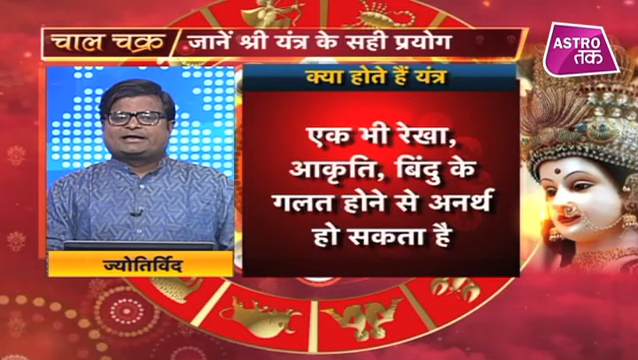 चाल चक्र
जानें श्री यंत्र के सही प्रयोग
ASTRO
तक
क्या होते हैं यंत्र
एक भी रेखा,
आकृति, बिंदु के
गलत होने से अनर्थ
हो सकता है
ज्योतिर्विद